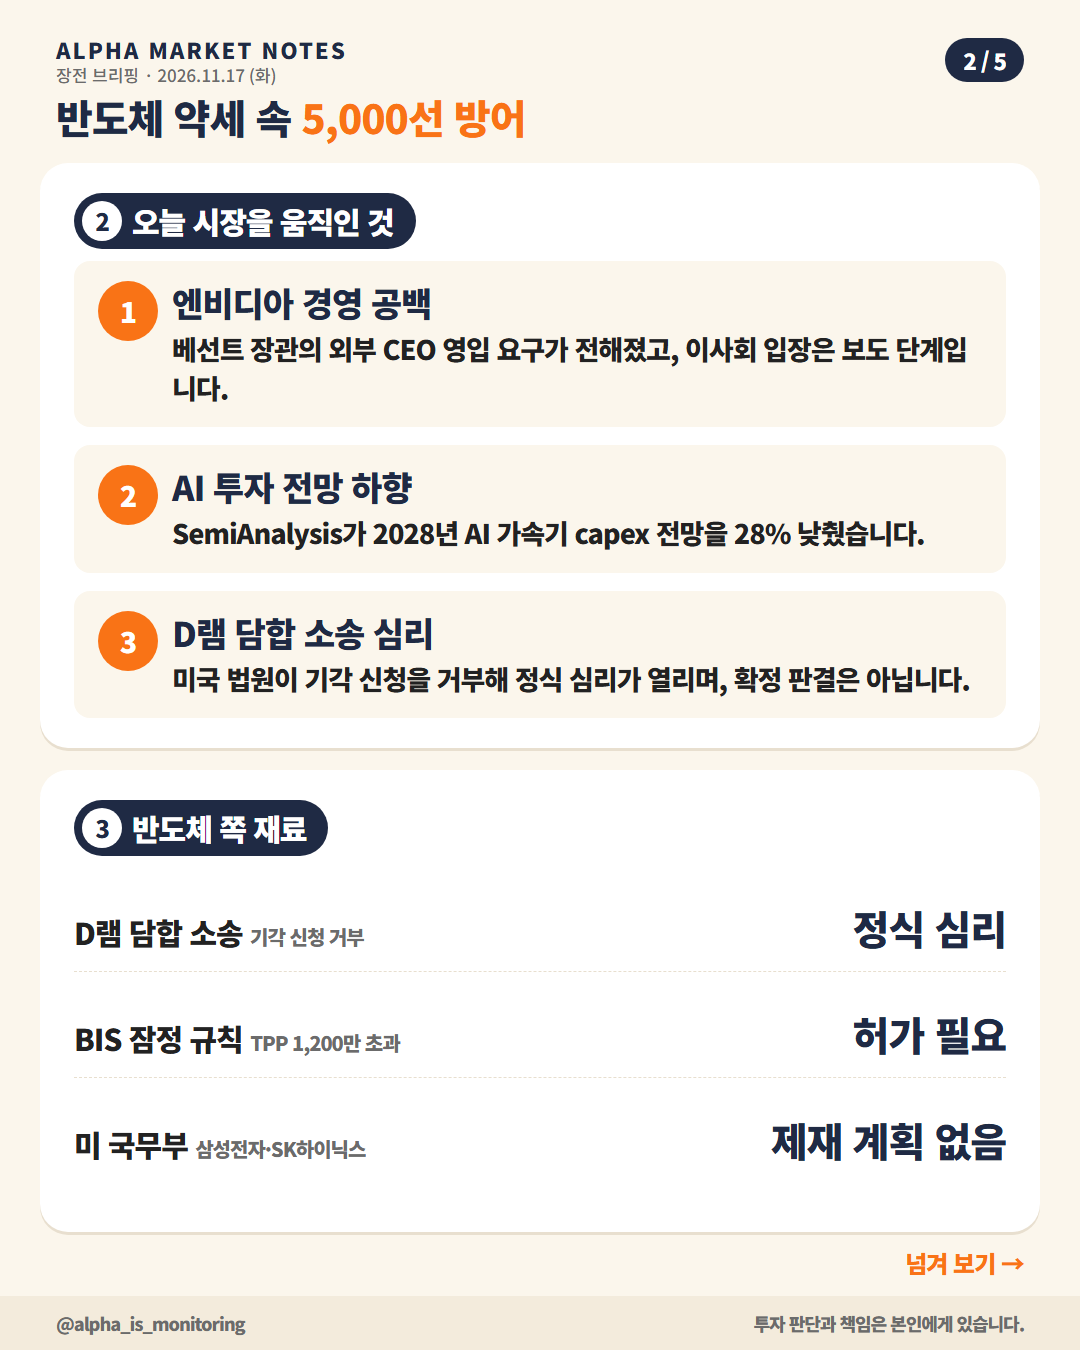 ALPHA MARKET NOTES
장전 브리핑 · 2026.11.17 (화)
2 / 5
반도체 약세 속 5,000선 방어
2 오늘 시장을 움직인 것
1 엔비디아 경영 공백
베선트 장관의 외부 CEO 영입 요구가 전해졌고, 이사회 입장은 보도 단계입
니다.
2 AI 투자 전망 하향
SemiAnalysis가 2028년 AI 가속기 capex 전망을 28% 낮췄습니다.
3 D램 담합 소송 심리
미국 법원이 기각 신청을 거부해 정식 심리가 열리며, 확정 판결은 아닙니다.
3 반도체 쪽 재료
D램 담합 소송 기각 신청 거부 정식 심리
BIS 잠정 규칙 TPP 1,200만 초과 허가 필요
미 국무부 삼성전자·SK하이닉스 제재 계획 없음
넘겨 보기 →
@alpha_is_monitoring
투자 판단과 책임은 본인에게 있습니다.